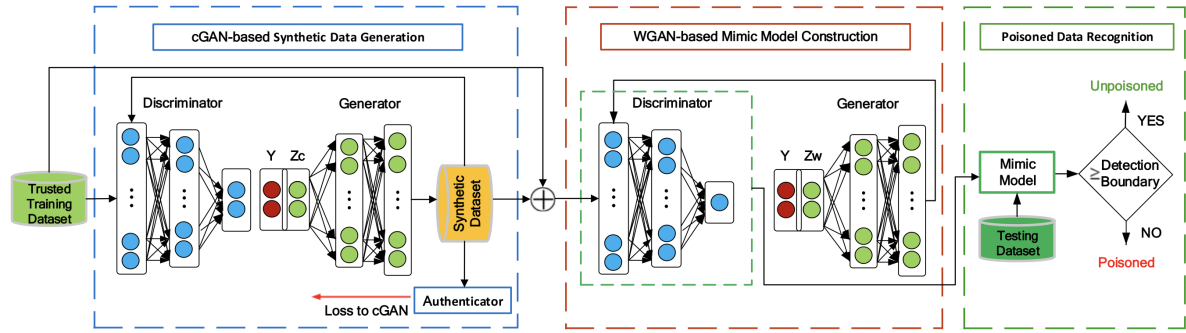 cGAN-based Synthetic Data Generation
WGAN-based Mimic Model Construction
Poisoned Data Recognition
Discriminator
Generator
Y
Zc
Trusted
Training
Dataset
Synthetic
Dataset
Authenticator
Loss to cGAN
Discriminator
Generator
Y
Zw
Unpoisoned
YES
Mimic
Model
≥
Detection
Boundary
Testing
Dataset
NO
Poisoned